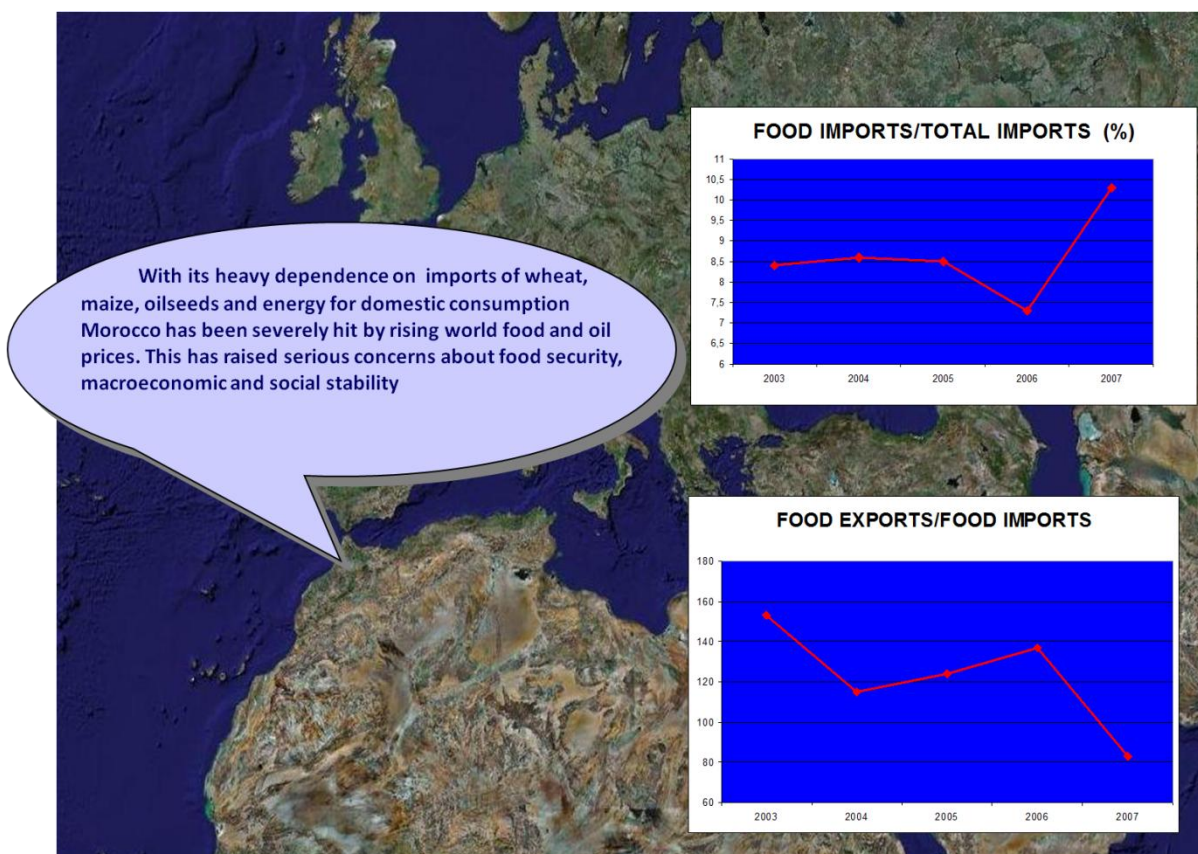 With its heavy dependence on imports of wheat,
maize, oilseeds and energy for domestic consumption
Morocco has been severely hit by rising world food and oil
prices. This has raised serious concerns about food security,
macroeconomic and social stability
FOOD IMPORTS/TOTAL IMPORTS (%)
11
10,5
10
9,5
9
8,5
8
7,5
7
6,5
6
2003 2004 2005 2006 2007
FOOD EXPORTS/FOOD IMPORTS
180
160
140
120
100
80
60
2003 2004 2005 2006 2007